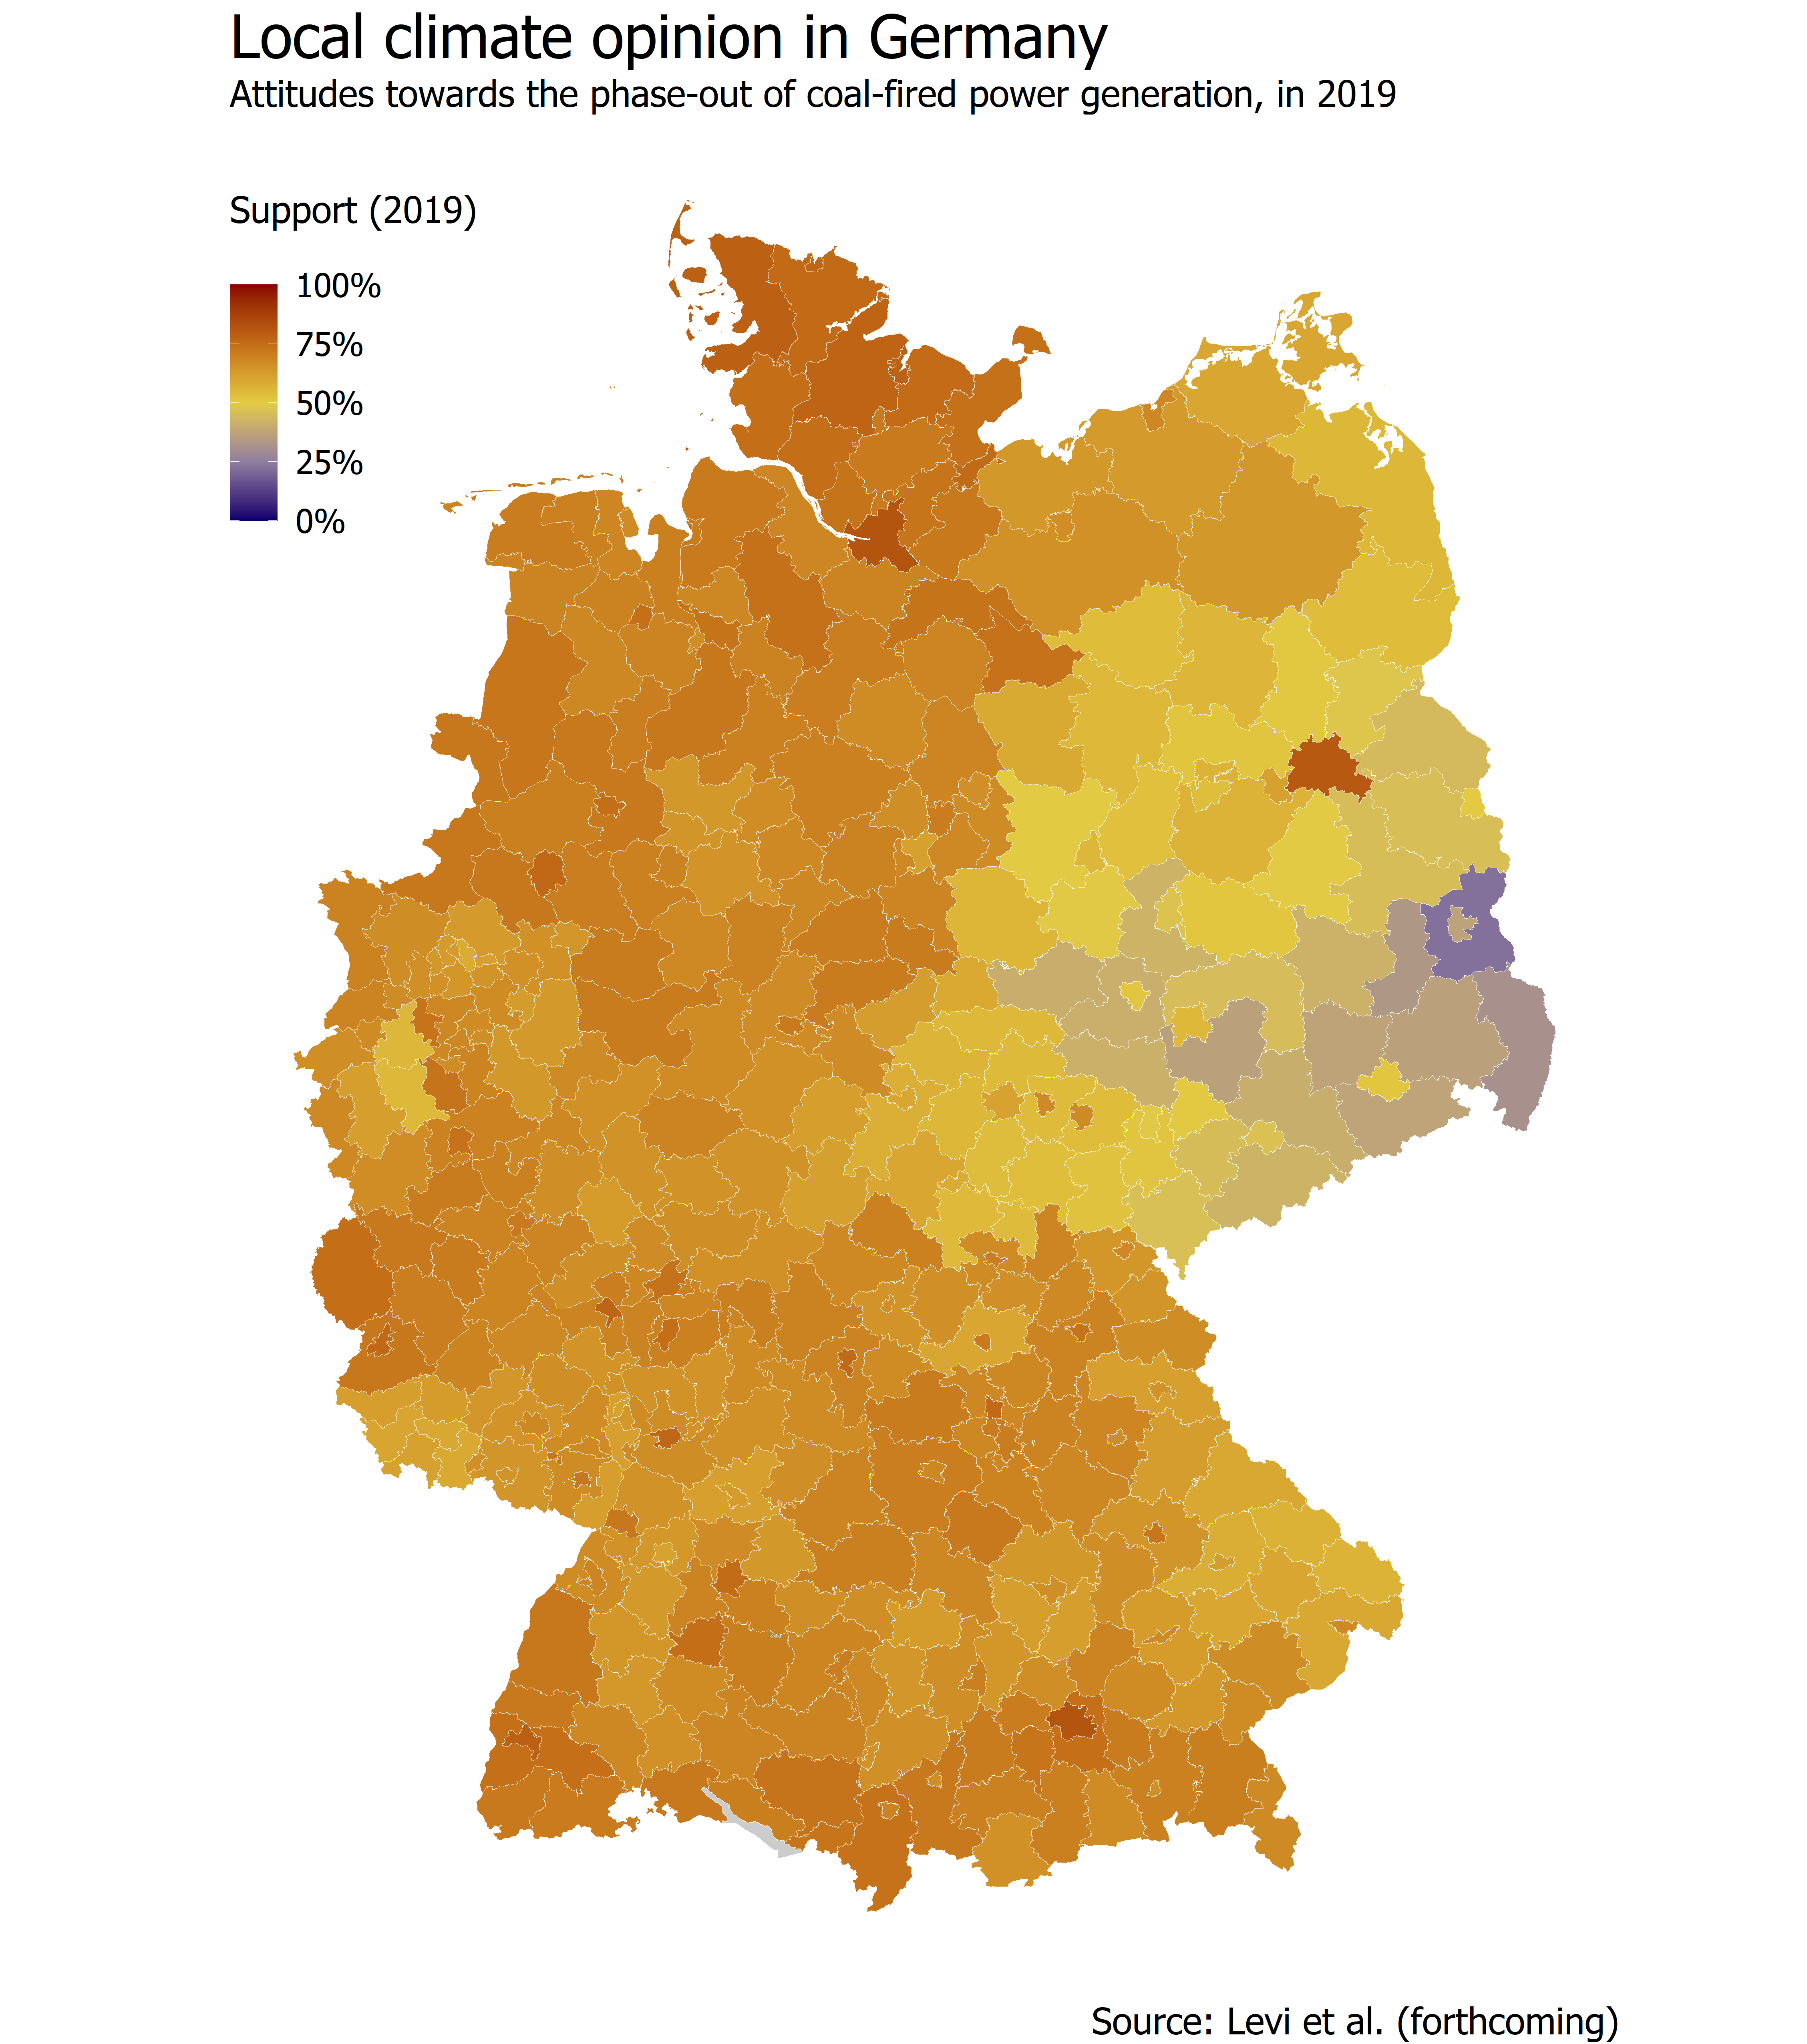 Local climate opinion in Germany
Attitudes towards the phase-out of coal-fired power generation, in 2019
Support (2019)
100%
75%
50%
25%
0%
Source: Levi et al. (forthcoming)